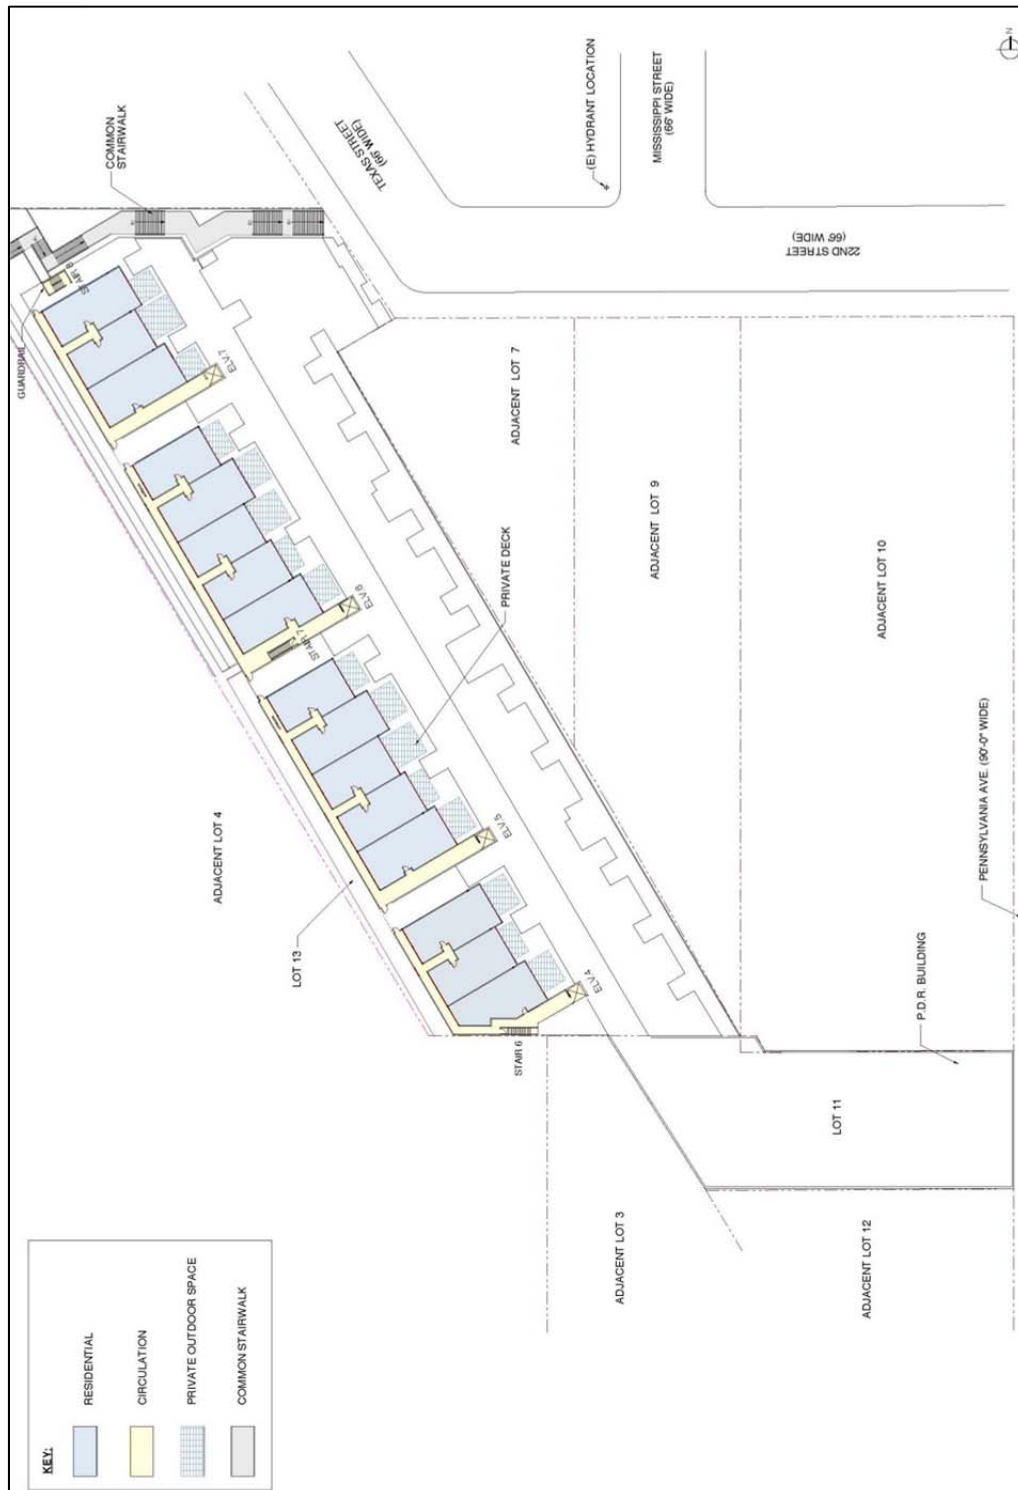 KEY:
RESIDENTIAL
CIRCULATION
PRIVATE OUTDOOR SPACE
COMMON STAIRWALK
GUARDRAIL
COMMON
STAIRWALK
STAIR 8
ELV.7
ELV.6
STAIR 7
ELV.5
ELV.4
STAIR 6
TEXAS STREET
(66' WIDE)
(E) HYDRANT LOCATION
MISSISSIPPI STREET
(66' WIDE)
22ND STREET
(66' WIDE)
N
ADJACENT LOT 4
LOT 13
PRIVATE DECK
ADJACENT LOT 7
ADJACENT LOT 9
ADJACENT LOT 10
PENNSYLVANIA AVE. (90'-0" WIDE)
P.D.R. BUILDING
LOT 11
ADJACENT LOT 3
ADJACENT LOT 12